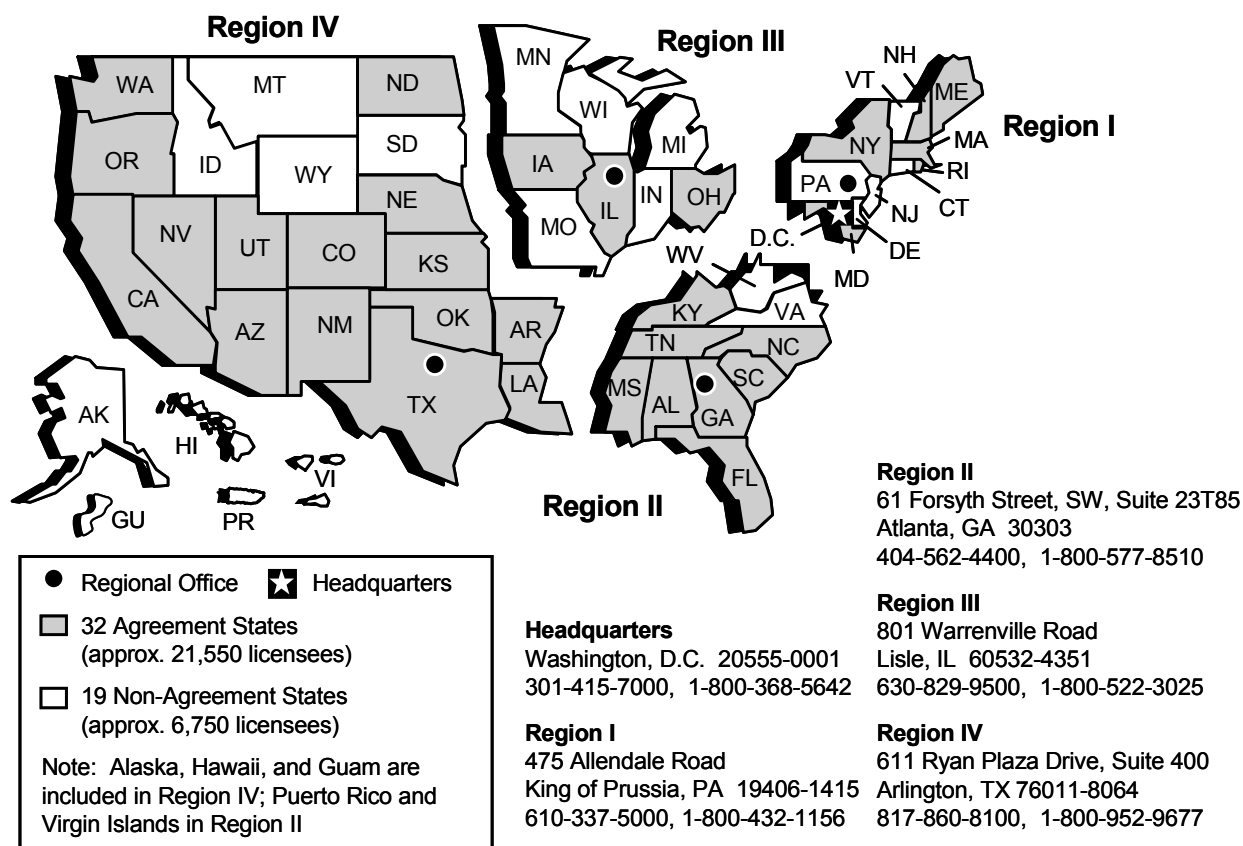 Region IV
Region III
Region I
WA
MT
ND
OR
ID
WY
SD
NE
NV
UT
CO
KS
CA
AZ
NM
OK
AR
TX
LA
AK
HI
GU
PR
VI
MN
WI
MI
IA
IL
IN
OH
MO
NH
VT
ME
NY
MA
RI
PA
CT
NJ
D.C.
DE
MD
WV
KY
VA
TN
NC
MS
AL
GA
SC
FL
Region II
Regional Office
Headquarters
32 Agreement States
(approx. 21,550 licensees)
19 Non-Agreement States
(approx. 6,750 licensees)
Note: Alaska, Hawaii, and Guam are
included in Region IV; Puerto Rico and
Virgin Islands in Region II
Headquarters
Washington, D.C. 20555-0001
301-415-7000, 1-800-368-5642
Region I
475 Allendale Road
King of Prussia, PA 19406-1415
610-337-5000, 1-800-432-1156
Region II
61 Forsyth Street, SW, Suite 23T85
Atlanta, GA 30303
404-562-4400, 1-800-577-8510
Region III
801 Warrenville Road
Lisle, IL 60532-4351
630-829-9500, 1-800-522-3025
Region IV
611 Ryan Plaza Drive, Suite 400
Arlington, TX 76011-8064
817-860-8100, 1-800-952-9677